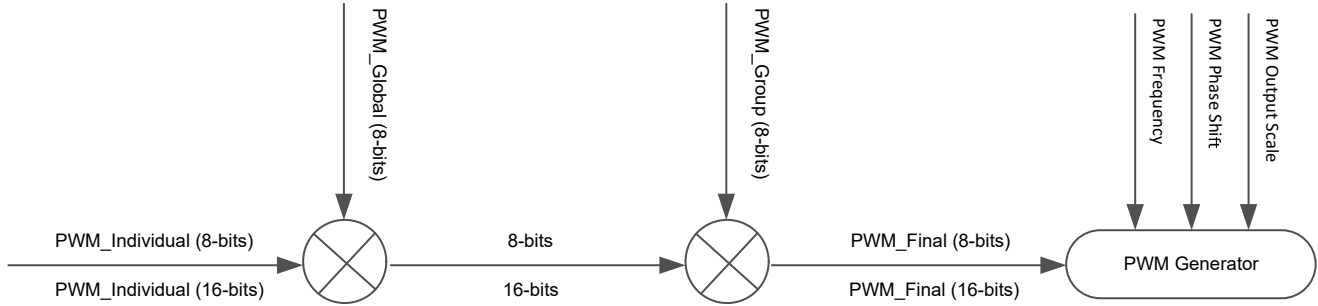 PWM_Global (8-bits)
PWM_Group (8-bits)
PWM Frequency
PWM Phase Shift
PWM Output Scale
PWM_Individual (8-bits)
8-bits
PWM_Final (8-bits)
PWM Generator
PWM_Individual (16-bits)
16-bits
PWM_Final (16-bits)